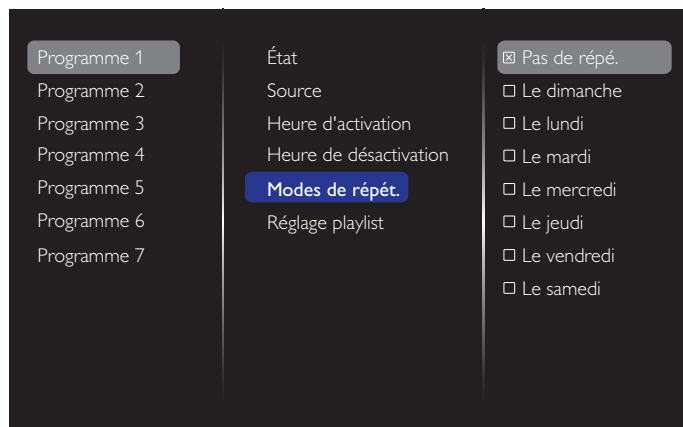 Programme 1
Programme 2
Programme 3
Programme 4
Programme 5
Programme 6
Programme 7
État
Source
Heure d'activation
Heure de désactivation
Modes de répét.
Réglage playlist
Pas de répé.
Le dimanche
Le lundi
Le mardi
Le mercredi
Le jeudi
Le vendredi
Le samedi